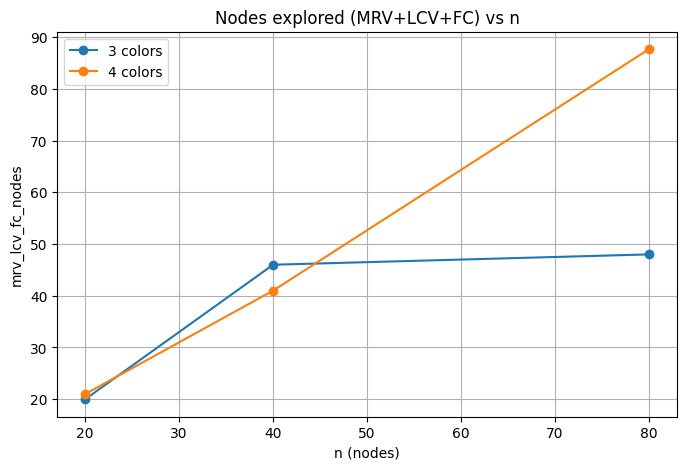 Nodes explored (MRV+LCV+FC) vs n
3 colors
4 colors
90
80
70
60
50
40
30
20
mrv_lcv_fc_nodes
20 30 40 50 60 70 80
n (nodes)